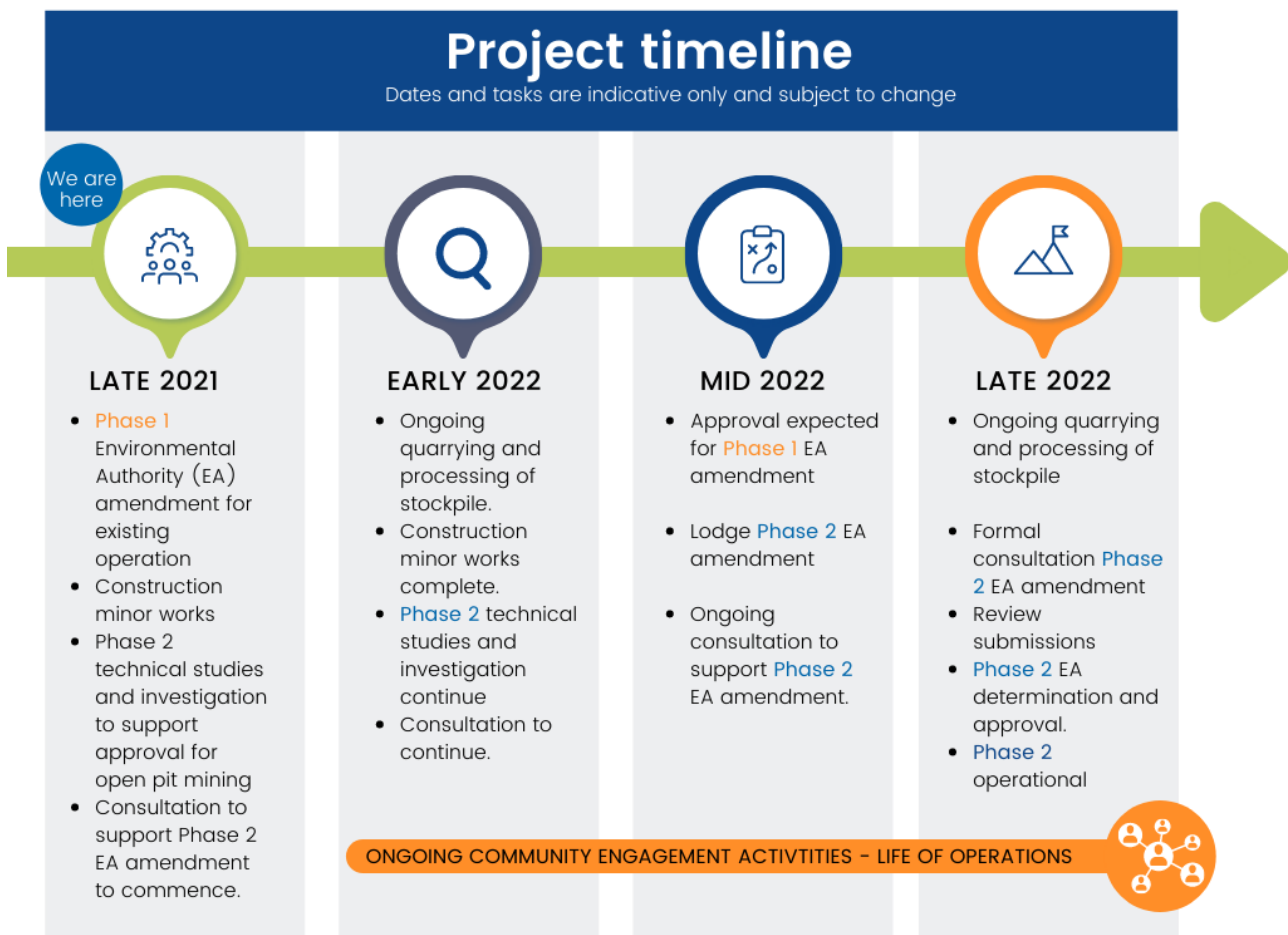 Project timeline
Dates and tasks are indicative only and subject to change
We are
here
LATE 2021
• Phase 1
Environmental
Authority (EA)
amendment for
existing
operation
• Construction
minor works
• Phase 2
technical studies
and investigation
to support
approval for
open pit mining
• Consultation to
support Phase 2
EA amendment
to commence.
EARLY 2022
• Ongoing
quarrying and
processing of
stockpile.
• Construction
minor works
complete.
• Phase 2 technical
studies and
investigation
continue
• Consultation to
continue.
MID 2022
• Approval expected
for Phase 1 EA
amendment
• Lodge Phase 2 EA
amendment
• Ongoing
consultation to
support Phase 2
EA amendment.
LATE 2022
• Ongoing quarrying
and processing of
stockpile
• Formal
consultation Phase
2 EA amendment
• Review
submissions
• Phase 2 EA
determination and
approval.
• Phase 2
operational
ONGOING COMMUNITY ENGAGEMENT ACTIVTITIES - LIFE OF OPERATIONS